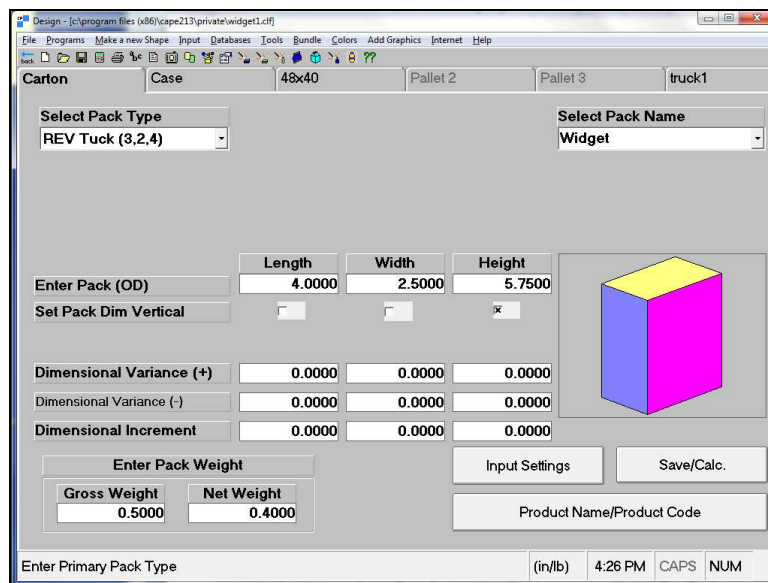 Design - [c:\program files (x86)\cape213\private\widget1.clf]
File Programs Make a new Shape Input Databases Tools Bundle Colors Add Graphics Internet Help
back
Carton Case 48x40 Pallet 2 Pallet 3 truck1
Select Pack Type Select Pack Name
REV Tuck (3,2,4) Widget
Length Width Height
Enter Pack (OD) 4.0000 2.5000 5.7500
Set Pack Dim Vertical
Dimensional Variance (+) 0.0000 0.0000 0.0000
Dimensional Variance (-) 0.0000 0.0000 0.0000
Dimensional Increment 0.0000 0.0000 0.0000
Enter Pack Weight Input Settings Save/Calc.
Gross Weight Net Weight
0.5000 0.4000 Product Name/Product Code
Enter Primary Pack Type (in/lb) 4:26 PM CAPS NUM